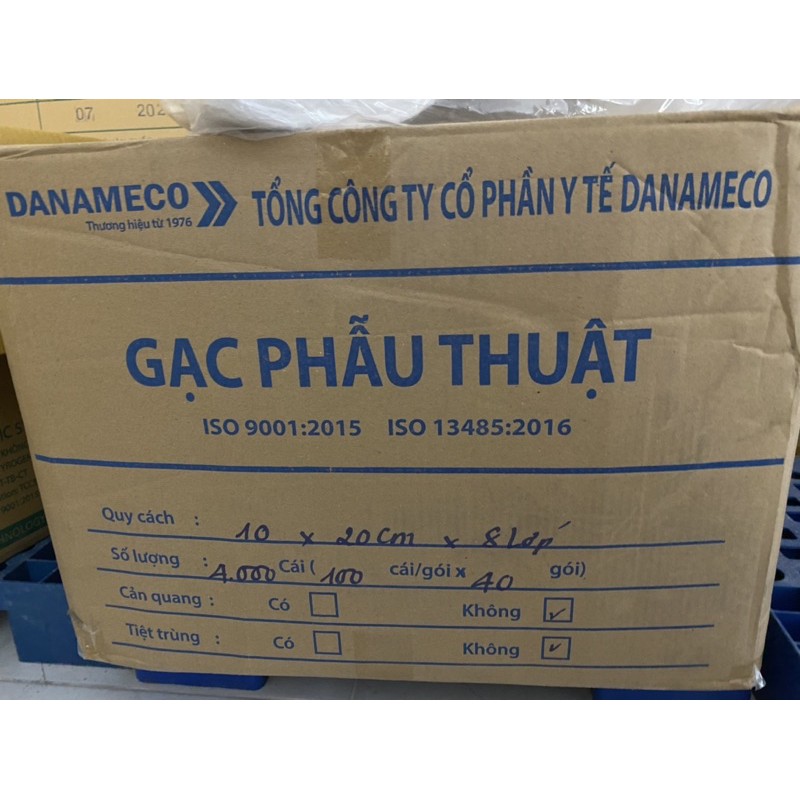 07 202
DANAMECO
Thương hiệu từ 1976
TỔNG CÔNG TY CỔ PHẦN Y TẾ DANAMECO
GẠC PHẪU THUẬT
ISO 9001:2015 ISO 13485:2016
Quy cách : 10 x 20cm x 8 lớp
Số lượng : 4.000 Cái ( 100 cái/gói x 40 gói)
Cản quang : Có Không ✓
Tiệt trùng : Có Không ✓